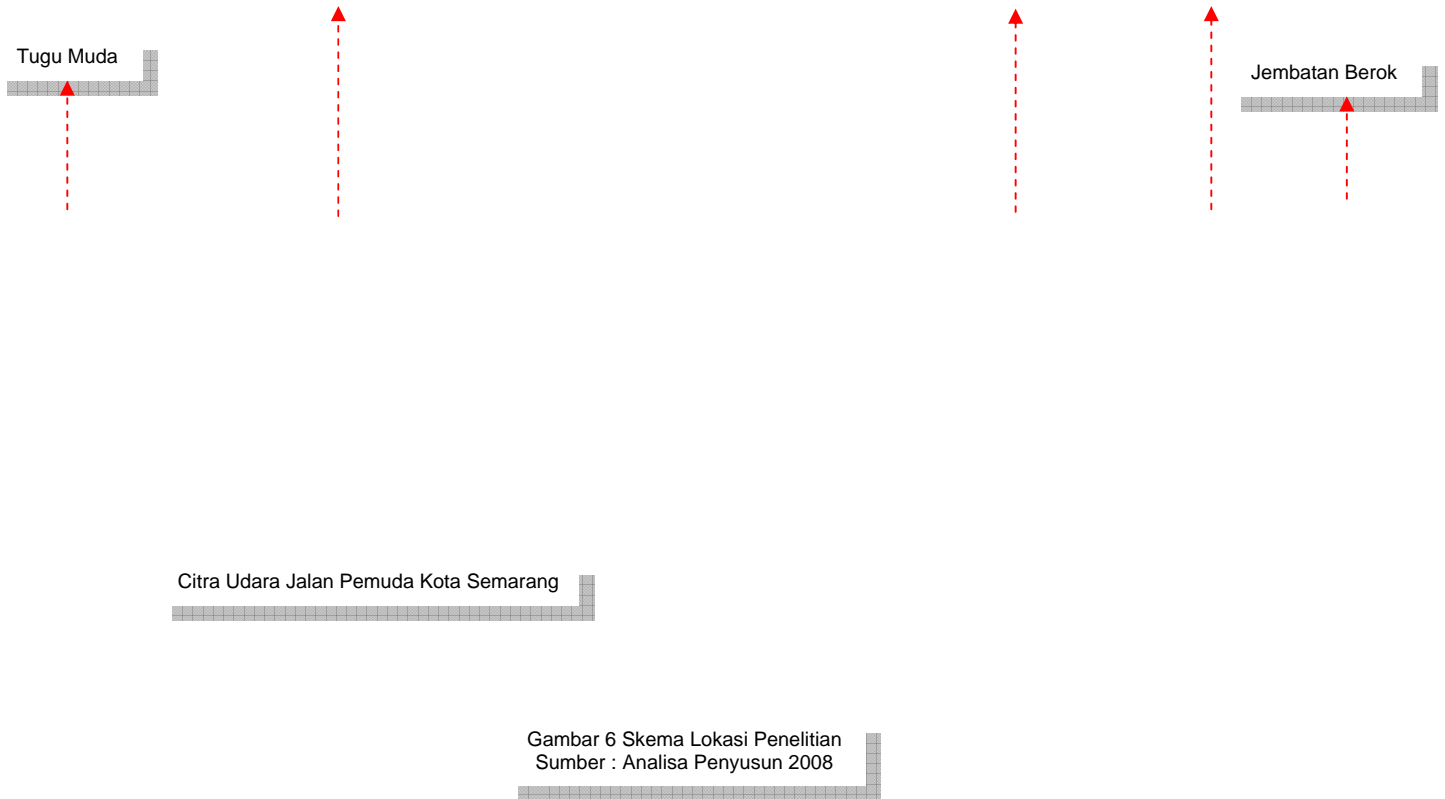 Tugu Muda
Jembatan Berok
Citra Udara Jalan Pemuda Kota Semarang
Gambar 6 Skema Lokasi Penelitian
Sumber : Analisa Penyusun 2008